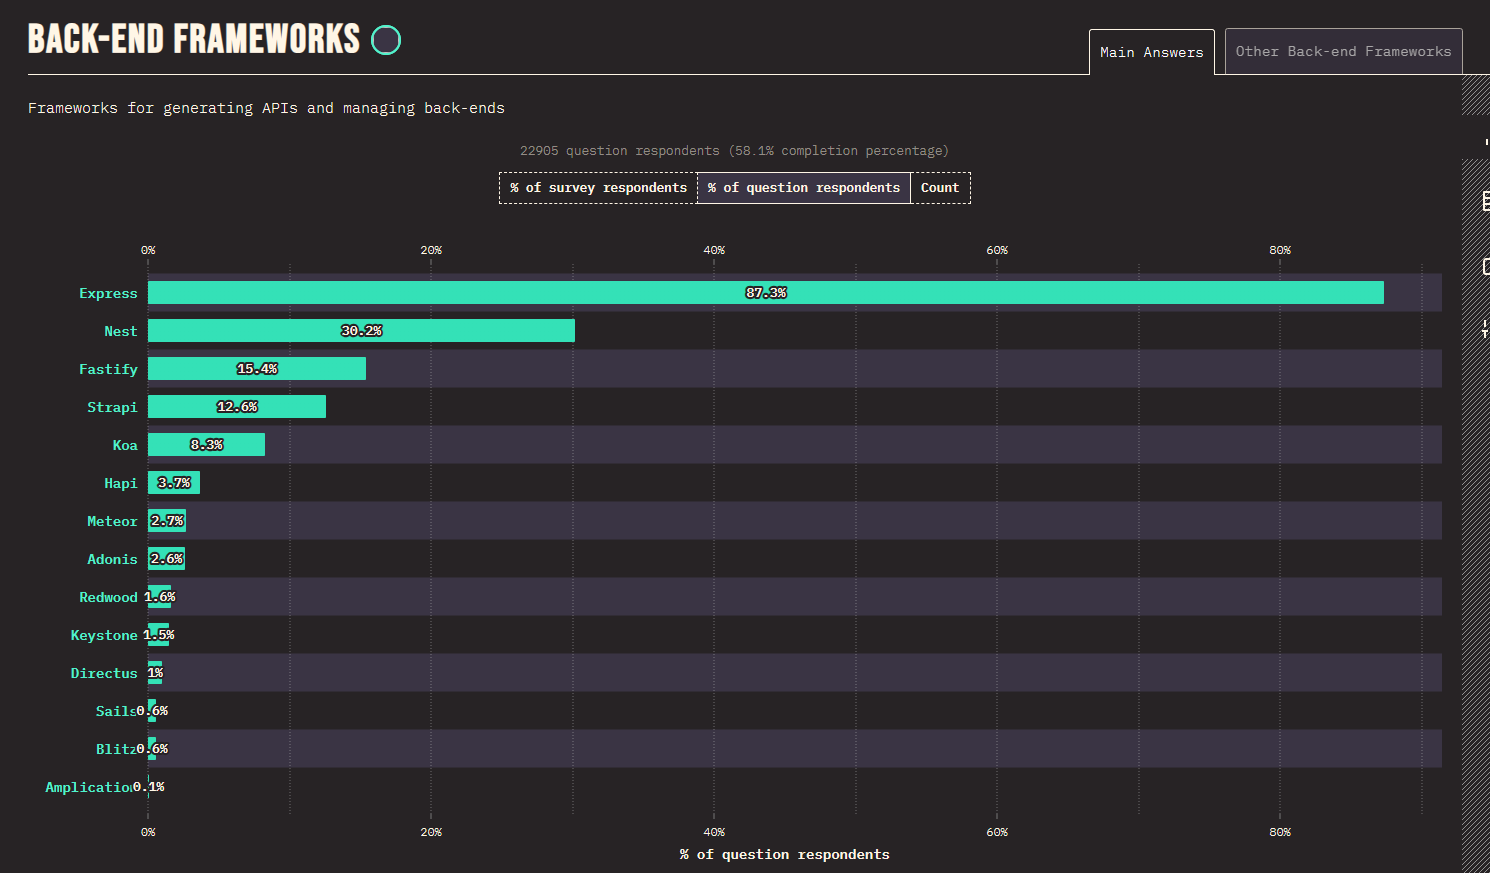 BACK-END FRAMEWORKS
Main Answers
Other Back-end Frameworks
Frameworks for generating APIs and managing back-ends
22905 question respondents (58.1% completion percentage)
% of survey respondents
% of question respondents
Count
0% 20% 40% 60% 80%
Express 87.3%
Nest 30.2%
Fastify 15.4%
Strapi 12.6%
Koa 8.3%
Hapi 3.7%
Meteor 2.7%
Adonis 2.6%
Redwood 1.6%
Keystone 1.5%
Directus 1%
Sails 0.6%
Blitz 0.6%
Amplication 0.1%
0% 20% 40% 60% 80%
% of question respondents